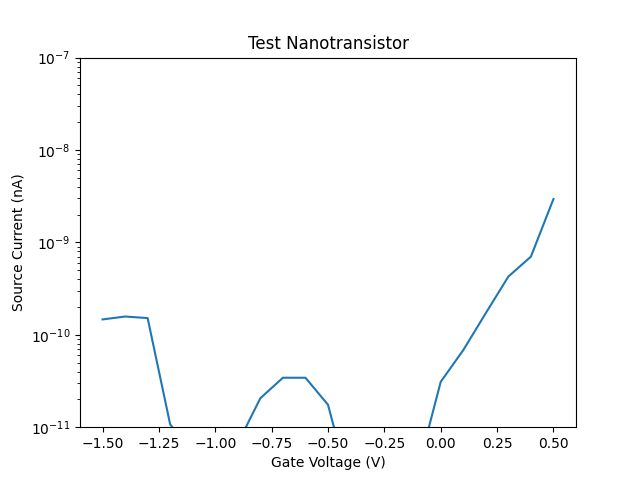 Test Nanotransistor
10⁻⁷
10⁻⁸
10⁻⁹
10⁻¹⁰
10⁻¹¹
Source Current (nA)
−1.50 −1.25 −1.00 −0.75 −0.50 −0.25 0.00 0.25 0.50
Gate Voltage (V)